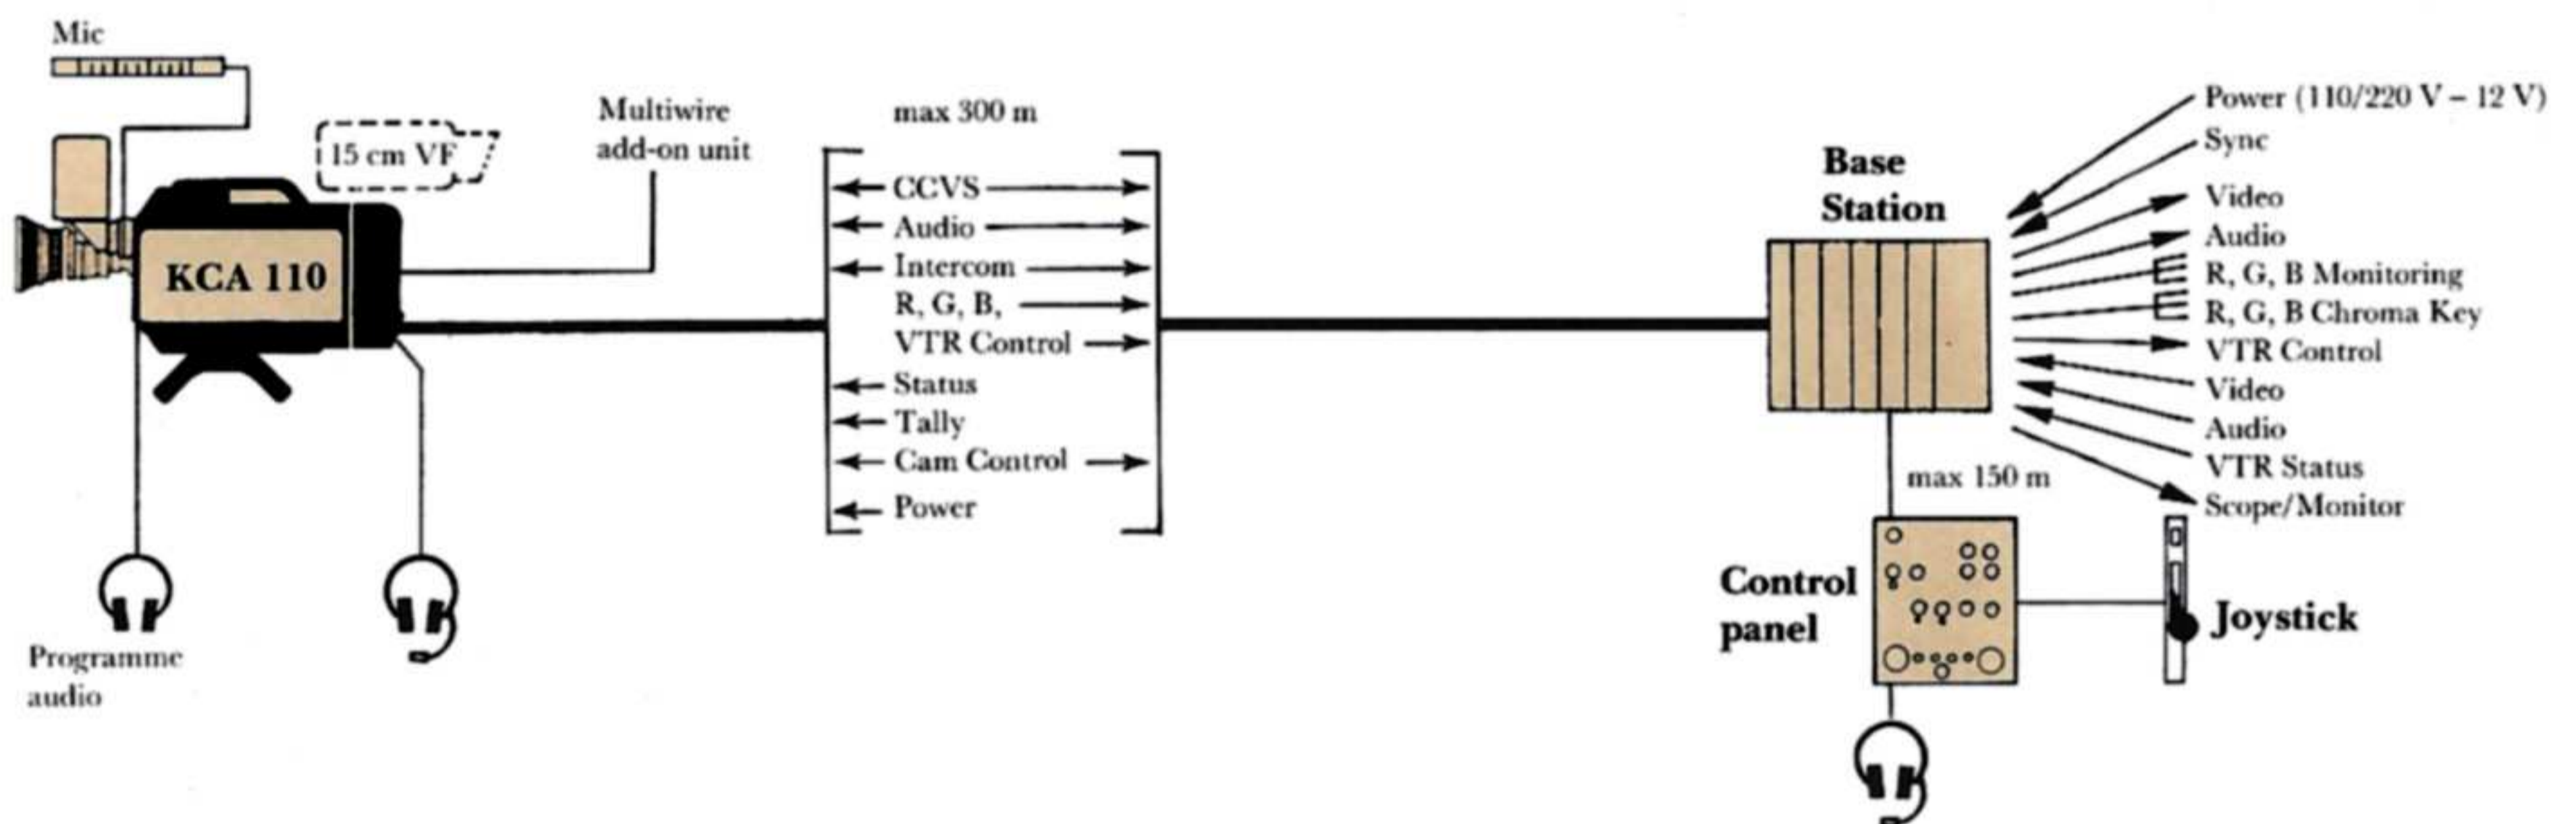 Mic
15 cm VF
KCA 110
Multiwire
add-on unit
Programme
audio
max 300 m
CCVS
Audio
Intercom
R, G, B,
VTR Control
Status
Tally
Cam Control
Power
Base
Station
Power (110/220 V – 12 V)
Sync
Video
Audio
R, G, B Monitoring
R, G, B Chroma Key
VTR Control
Video
Audio
VTR Status
Scope/Monitor
max 150 m
Control
panel
Joystick